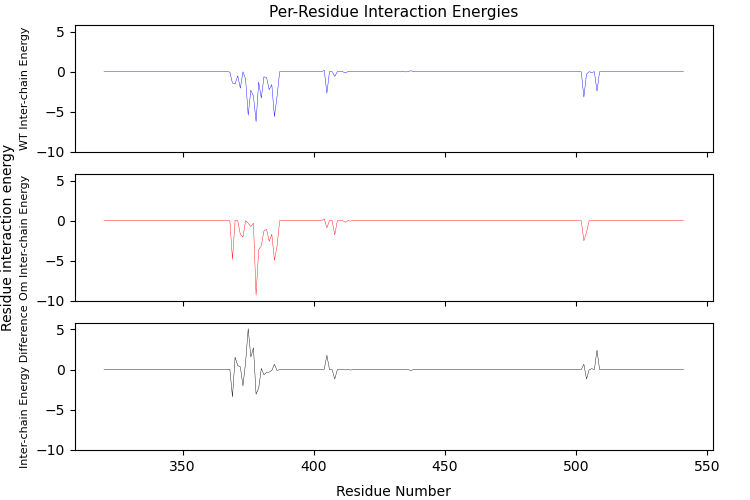 Per-Residue Interaction Energies
Residue interaction energy
WT Inter-chain Energy
5
0
−5
−10
Om Inter-chain Energy
5
0
−5
−10
Inter-chain Energy Difference
5
0
−5
−10
350
400
450
500
550
Residue Number